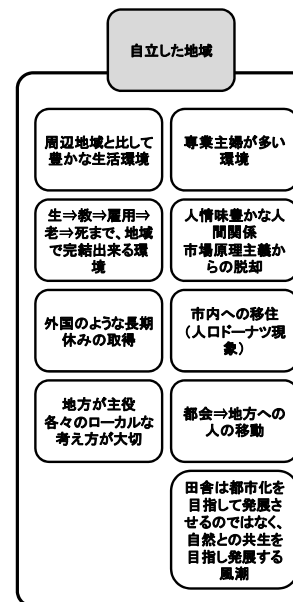 自立した地域
周辺地域と比して
豊かな生活環境
専業主婦が多い
環境
生⇒教⇒雇用⇒
老⇒死まで、地域
で完結出来る環
境
人情味豊かな人
間関係
市場原理主義か
らの脱却
外国のような長期
休みの取得
市内への移住
（人口ドーナツ現
象）
地方が主役
各々のローカルな
考え方が大切
都会⇒地方への
人の移動
田舎は都市化を
目指して発展さ
せるのではなく、
自然との共生を
目指し発展する
風潮